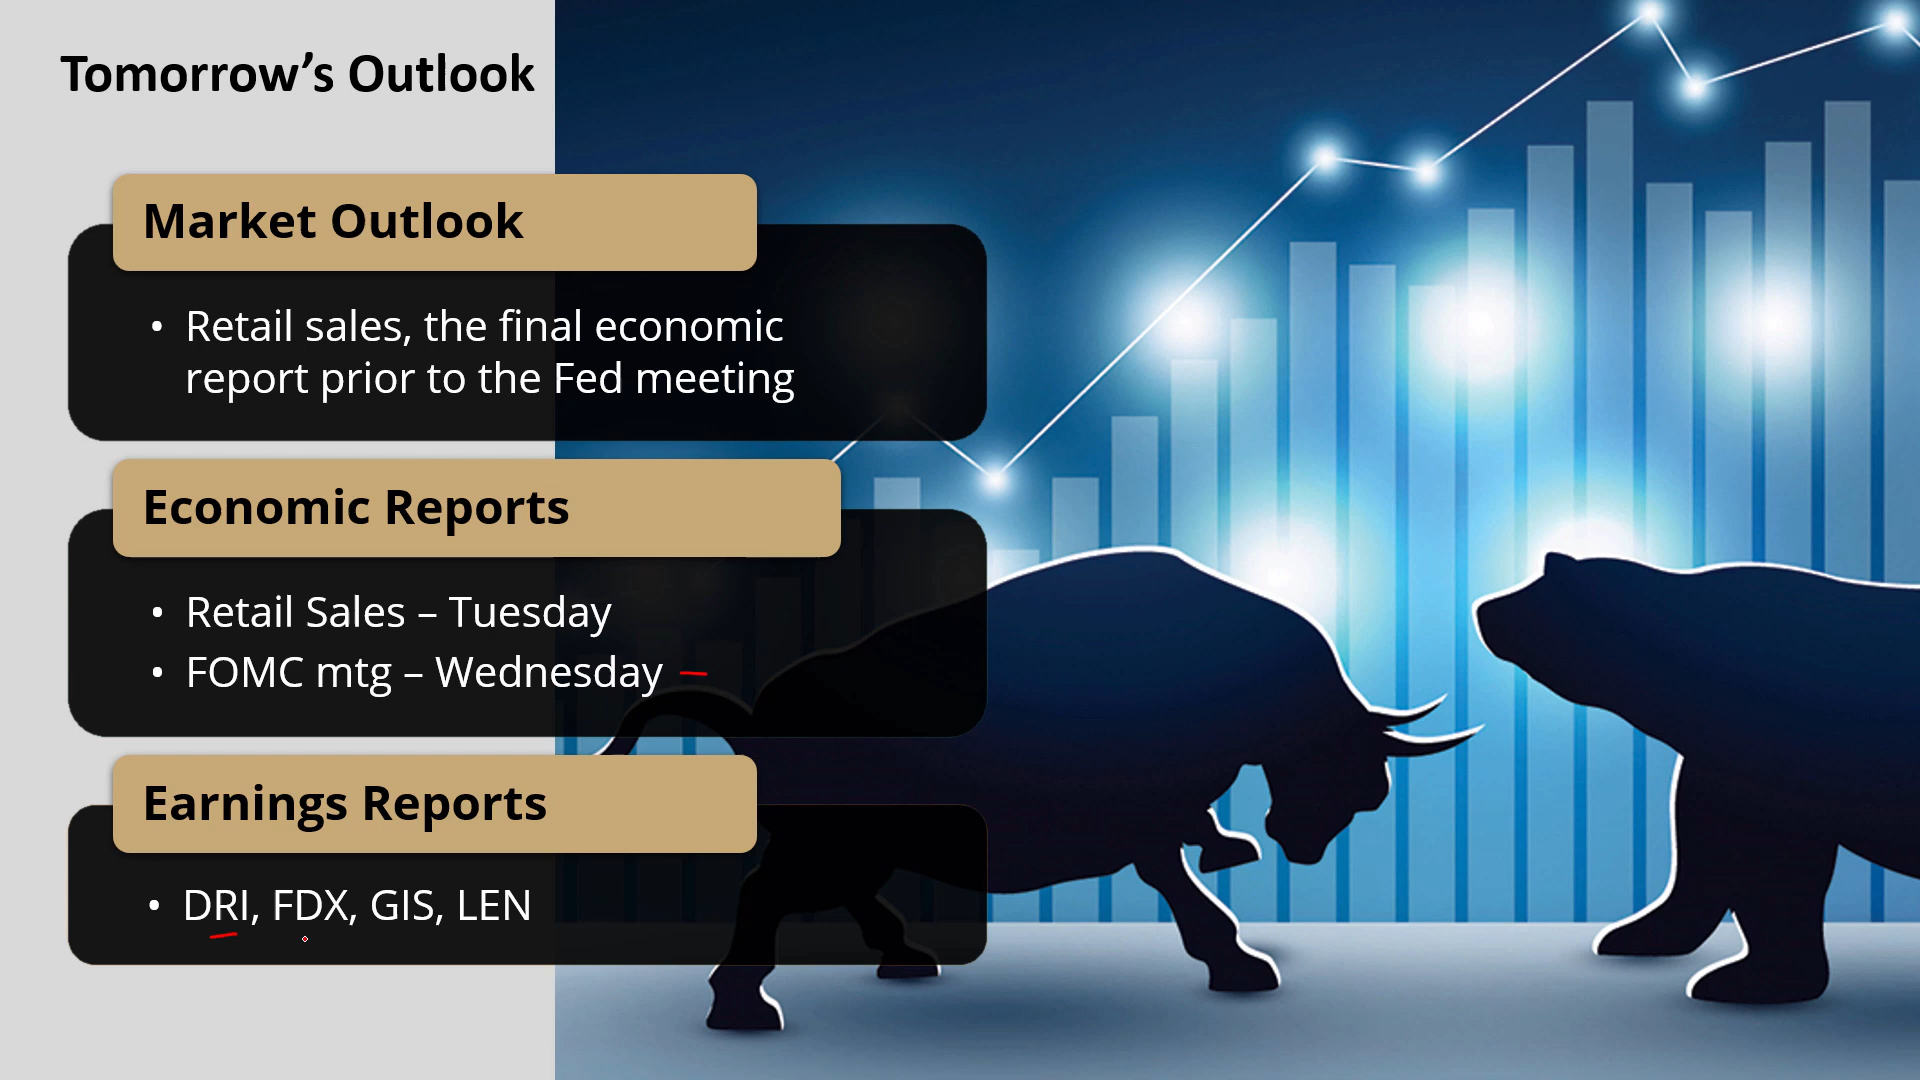 Tomorrow’s Outlook
Market Outlook
• Retail sales, the final economic
report prior to the Fed meeting
Economic Reports
• Retail Sales – Tuesday
• FOMC mtg – Wednesday
Earnings Reports
• DRI, FDX, GIS, LEN